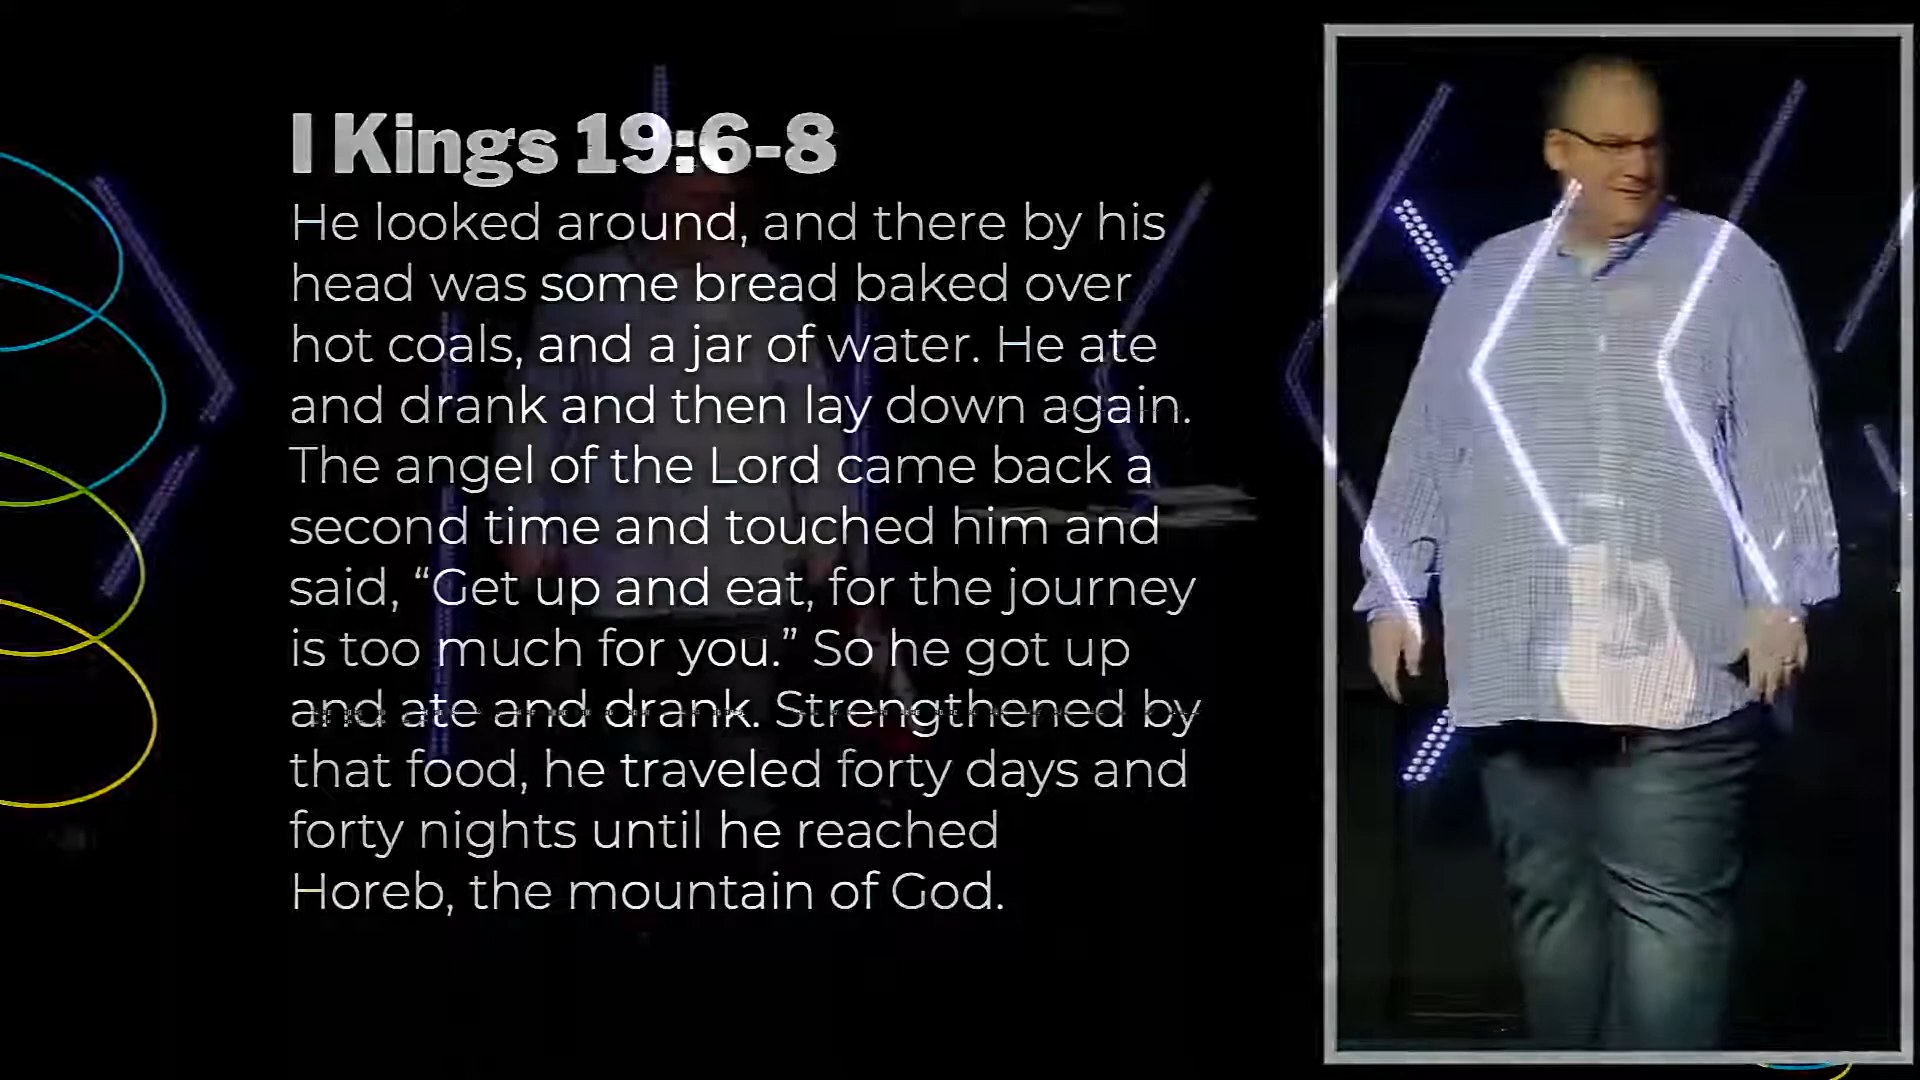 I Kings 19:6-8
He looked around, and there by his
head was some bread baked over
hot coals, and a jar of water. He ate
and drank and then lay down again.
The angel of the Lord came back a
second time and touched him and
said, “Get up and eat, for the journey
is too much for you.” So he got up
and ate and drank. Strengthened by
that food, he traveled forty days and
forty nights until he reached
Horeb, the mountain of God.